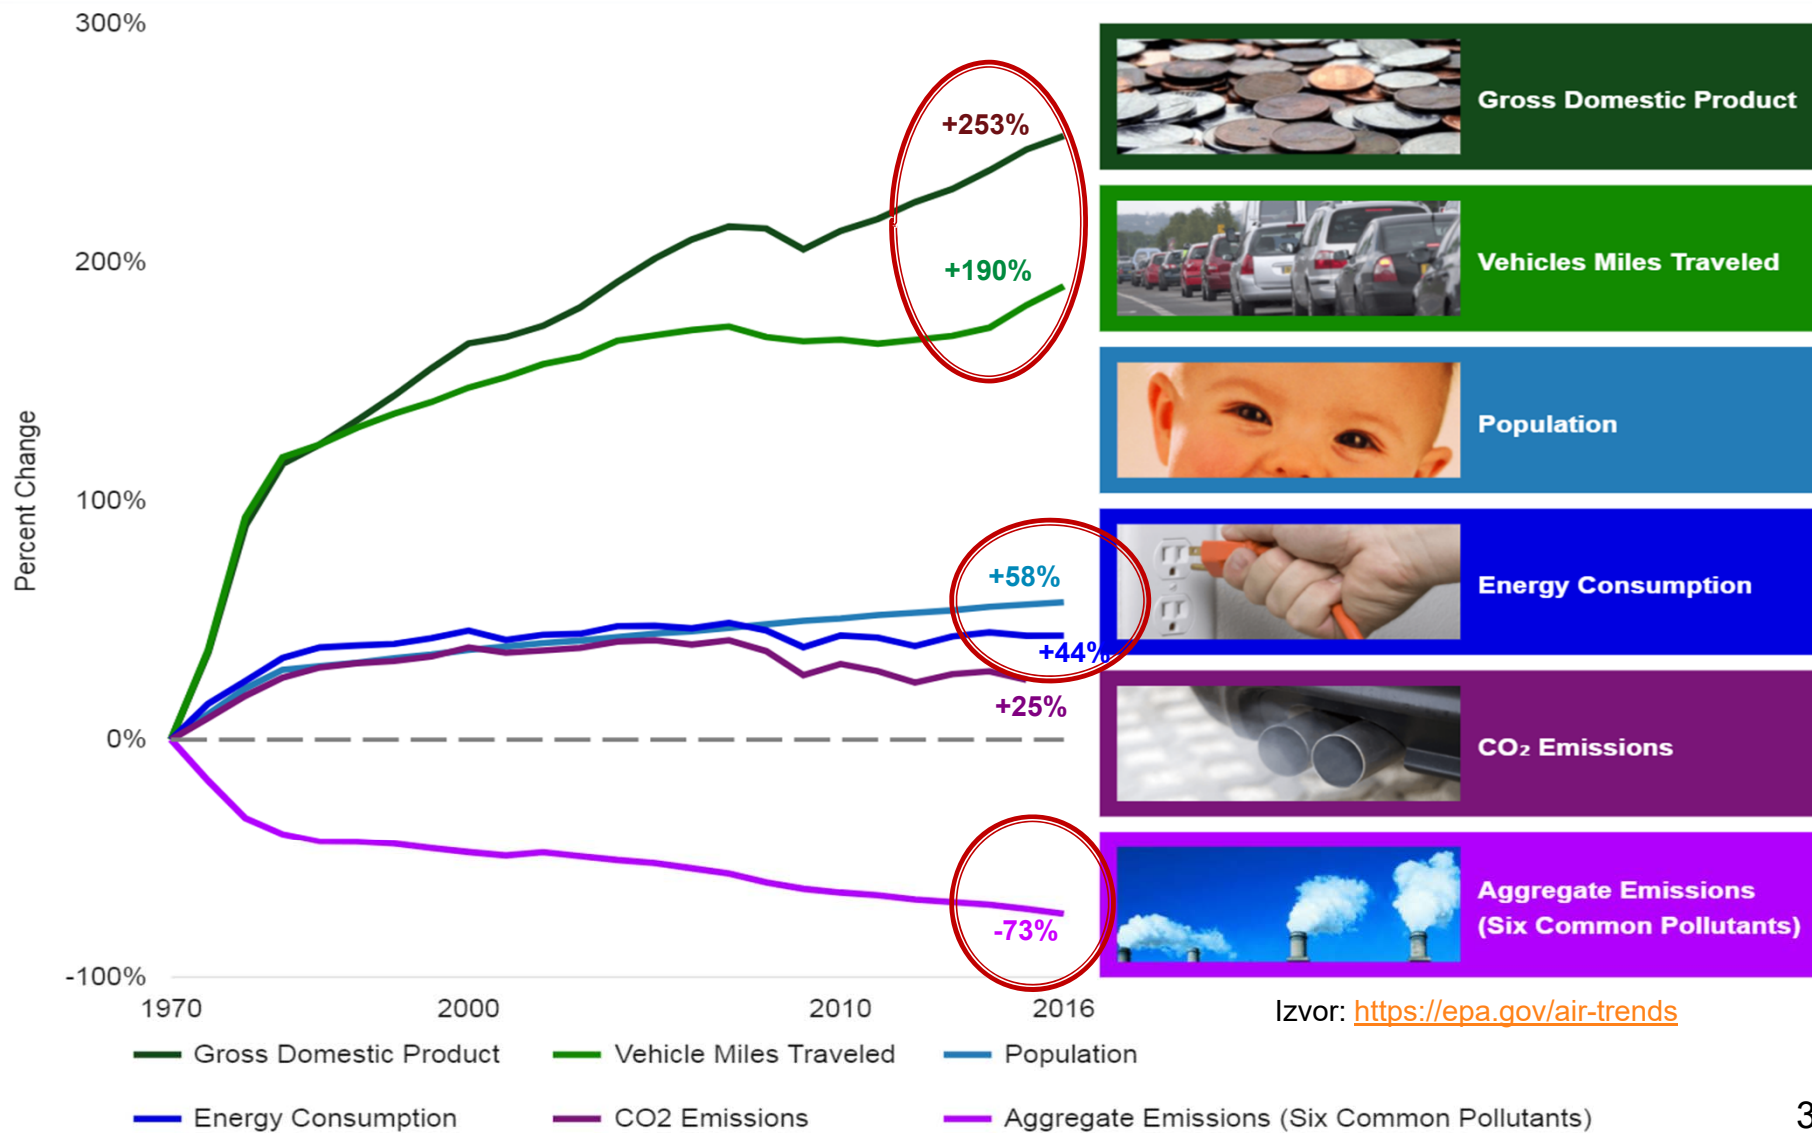 300%
200%
100%
0%
-100%
Percent Change
+253%
+190%
+58%
+44%
+25%
-73%
1970
2000
2010
2016
Gross Domestic Product
Vehicles Miles Traveled
Population
Energy Consumption
CO₂ Emissions
Aggregate Emissions
(Six Common Pollutants)
Izvor: https://epa.gov/air-trends
Gross Domestic Product
Vehicle Miles Traveled
Population
Energy Consumption
CO2 Emissions
Aggregate Emissions (Six Common Pollutants)
3